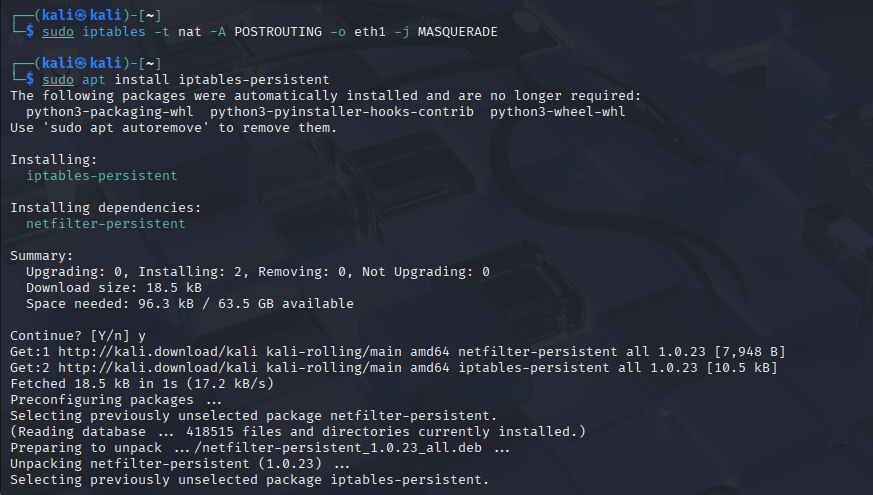 ┌──(kali㉿kali)-[~]
└─$ sudo iptables -t nat -A POSTROUTING -o eth1 -j MASQUERADE
┌──(kali㉿kali)-[~]
└─$ sudo apt install iptables-persistent
The following packages were automatically installed and are no longer required:
  python3-packaging-whl  python3-pyinstaller-hooks-contrib  python3-wheel-whl
Use 'sudo apt autoremove' to remove them.
Installing:
  iptables-persistent
Installing dependencies:
  netfilter-persistent
Summary:
  Upgrading: 0, Installing: 2, Removing: 0, Not Upgrading: 0
  Download size: 18.5 kB
  Space needed: 96.3 kB / 63.5 GB available
Continue? [Y/n] y
Get:1 http://kali.download/kali kali-rolling/main amd64 netfilter-persistent all 1.0.23 [7,948 B]
Get:2 http://kali.download/kali kali-rolling/main amd64 iptables-persistent all 1.0.23 [10.5 kB]
Fetched 18.5 kB in 1s (17.2 kB/s)
Preconfiguring packages ...
Selecting previously unselected package netfilter-persistent.
(Reading database ... 418515 files and directories currently installed.)
Preparing to unpack .../netfilter-persistent_1.0.23_all.deb ...
Unpacking netfilter-persistent (1.0.23) ...
Selecting previously unselected package iptables-persistent.